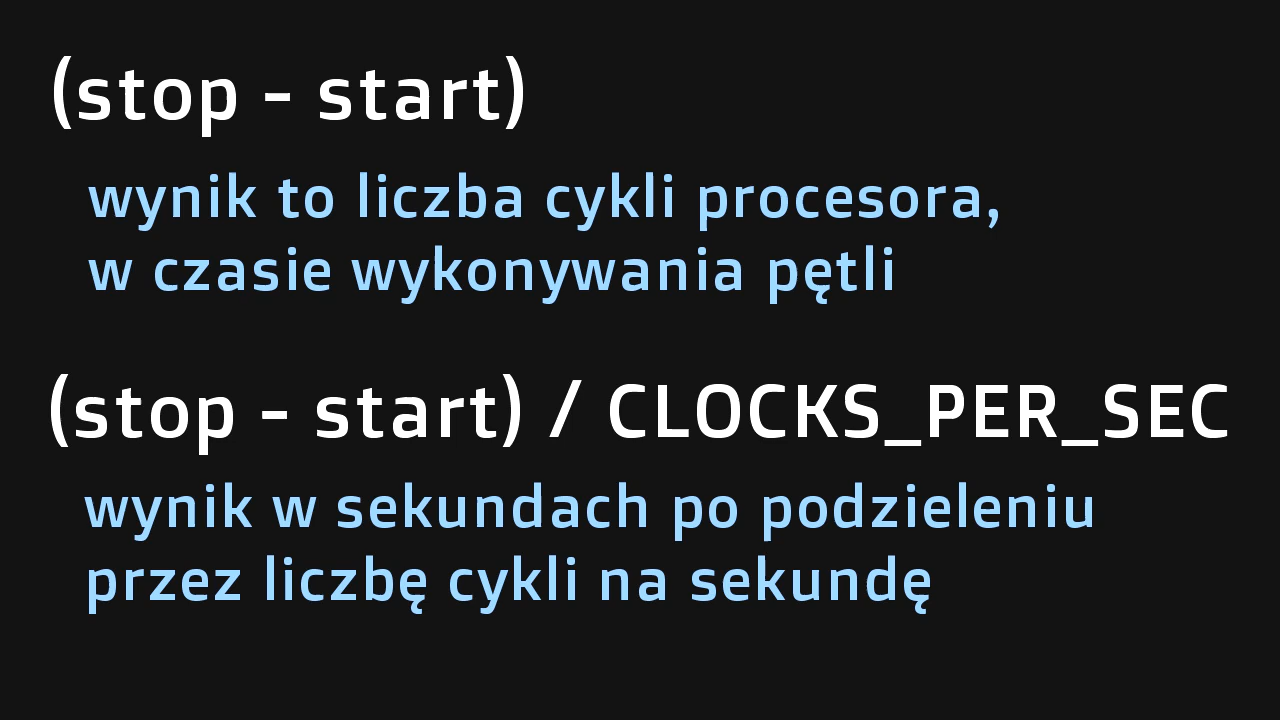 (stop - start)
wynik to liczba cykli procesora,
w czasie wykonywania pętli
(stop - start) / CLOCKS_PER_SEC
wynik w sekundach po podzieleniu
przez liczbę cykli na sekundę